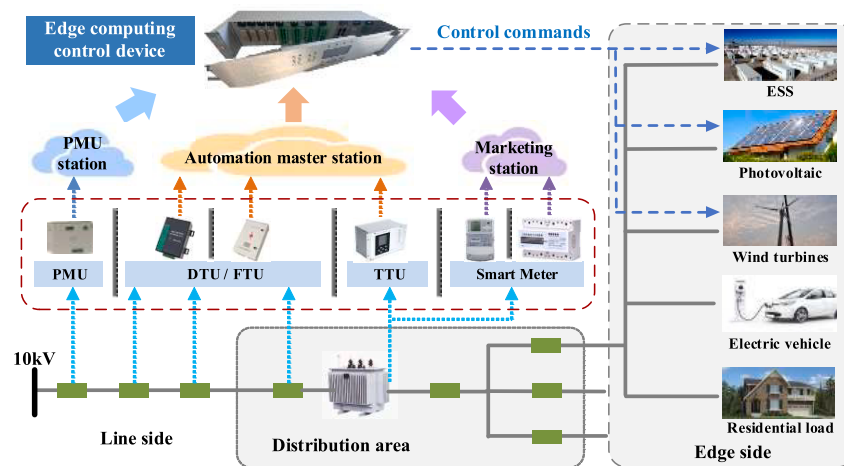 Edge computing
control device
Control commands
ESS
PMU
station
Automation master station
Marketing
station
Photovoltaic
Wind turbines
PMU
DTU / FTU
TTU
Smart Meter
Electric vehicle
10kV
Residential load
Line side
Distribution area
Edge side